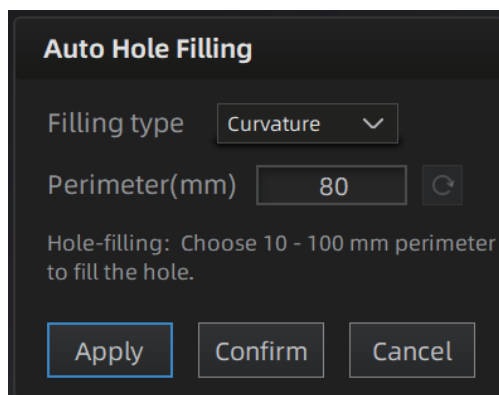 Auto Hole Filling
Filling type Curvature
Perimeter(mm) 80
Hole-filling: Choose 10 - 100 mm perimeter
to fill the hole.
Apply Confirm Cancel